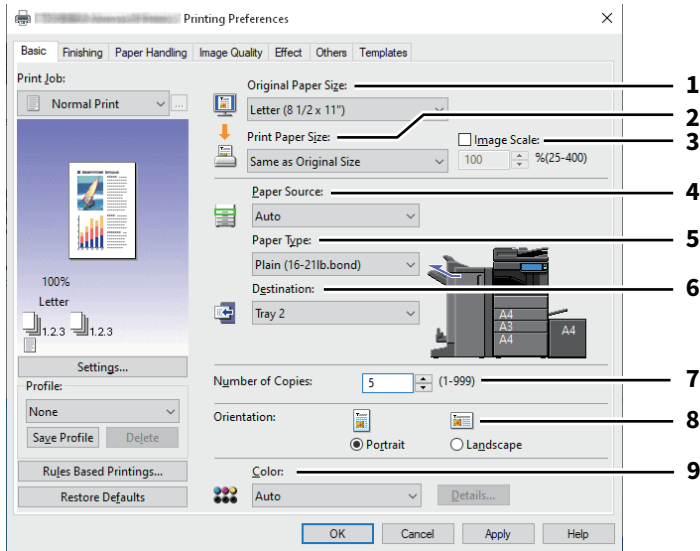 Printing Preferences
Basic Finishing Paper Handling Image Quality Effect Others Templates
Print Job:
Normal Print
...
100%
Letter
1.2.3 1.2.3
Settings...
Profile:
None
Save Profile Delete
Rules Based Printings...
Restore Defaults
Original Paper Size: 1
Letter (8 1/2 x 11")
Print Paper Size: 2
Image Scale: 3
Same as Original Size
100 %(25-400)
Paper Source: 4
Auto
Paper Type: 5
Plain (16-21lb.bond)
Destination: 6
Tray 2
A4
A3
A4
A4
Number of Copies: 5 (1-999) 7
Orientation: 8
Portrait Landscape
Color: 9
Auto Details...
OK Cancel Apply Help